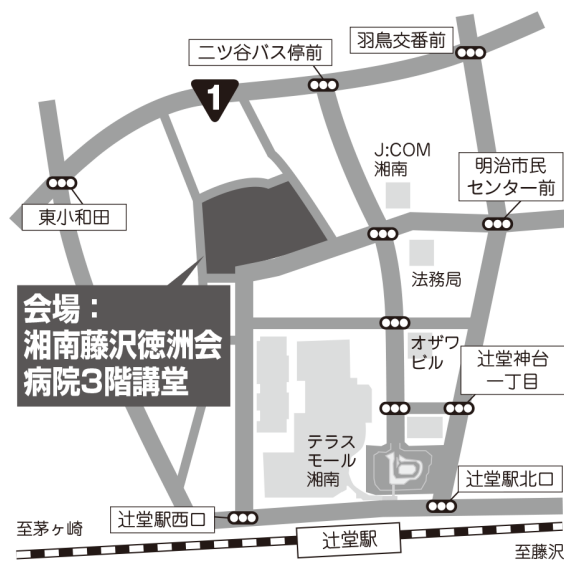 羽鳥交番前
二ツ谷バス停前
1
J:COM
湘南
明治市民
センター前
東小和田
法務局
会場：
湘南藤沢徳洲会
病院3階講堂
オザワ
ビル
辻堂神台
一丁目
テラス
モール
湘南
辻堂駅北口
辻堂駅西口
至茅ヶ崎
辻堂駅
至藤沢